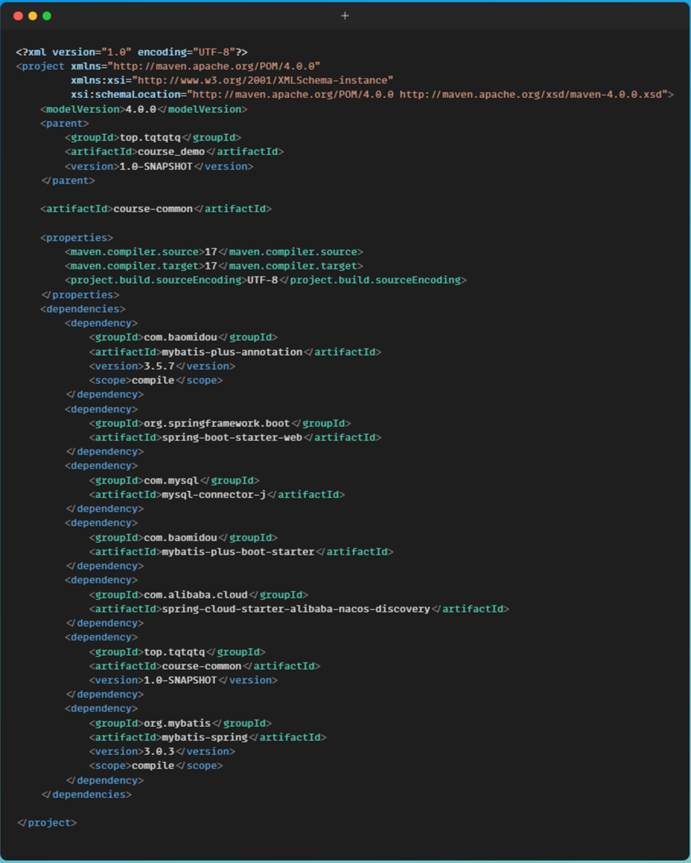 <?xml version="1.0" encoding="UTF-8"?>
<project xmlns="http://maven.apache.org/POM/4.0.0"
         xmlns:xsi="http://www.w3.org/2001/XMLSchema-instance"
         xsi:schemaLocation="http://maven.apache.org/POM/4.0.0 http://maven.apache.org/xsd/maven-4.0.0.xsd">
    <modelVersion>4.0.0</modelVersion>
    <parent>
        <groupId>top.tqtqtq</groupId>
        <artifactId>course_demo</artifactId>
        <version>1.0-SNAPSHOT</version>
    </parent>

    <artifactId>course-common</artifactId>

    <properties>
        <maven.compiler.source>17</maven.compiler.source>
        <maven.compiler.target>17</maven.compiler.target>
        <project.build.sourceEncoding>UTF-8</project.build.sourceEncoding>
    </properties>
    <dependencies>
        <dependency>
            <groupId>com.baomidou</groupId>
            <artifactId>mybatis-plus-annotation</artifactId>
            <version>3.5.7</version>
            <scope>compile</scope>
        </dependency>
        <dependency>
            <groupId>org.springframework.boot</groupId>
            <artifactId>spring-boot-starter-web</artifactId>
        </dependency>
        <dependency>
            <groupId>com.mysql</groupId>
            <artifactId>mysql-connector-j</artifactId>
        </dependency>
        <dependency>
            <groupId>com.baomidou</groupId>
            <artifactId>mybatis-plus-boot-starter</artifactId>
        </dependency>
        <dependency>
            <groupId>com.alibaba.cloud</groupId>
            <artifactId>spring-cloud-starter-alibaba-nacos-discovery</artifactId>
        </dependency>
        <dependency>
            <groupId>top.tqtqtq</groupId>
            <artifactId>course-common</artifactId>
            <version>1.0-SNAPSHOT</version>
        </dependency>
        <dependency>
            <groupId>org.mybatis</groupId>
            <artifactId>mybatis-spring</artifactId>
            <version>3.0.3</version>
            <scope>compile</scope>
        </dependency>
    </dependencies>

</project>